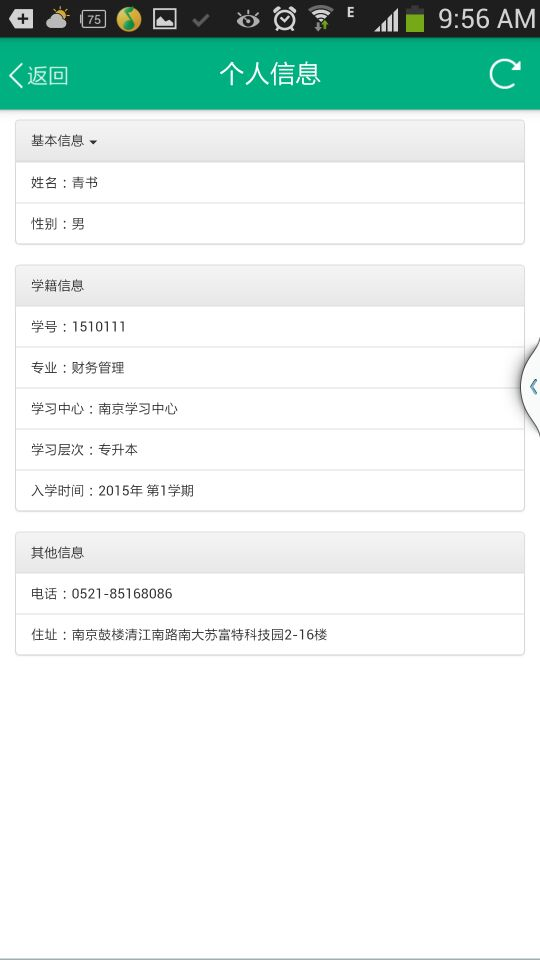 75
E
9:56 AM
返回
个人信息
基本信息
姓名：青书
性别：男
学籍信息
学号：1510111
专业：财务管理
学习中心：南京学习中心
学习层次：专升本
入学时间：2015年 第1学期
其他信息
电话：0521-85168086
住址：南京鼓楼清江南路南大苏富特科技园2-16楼